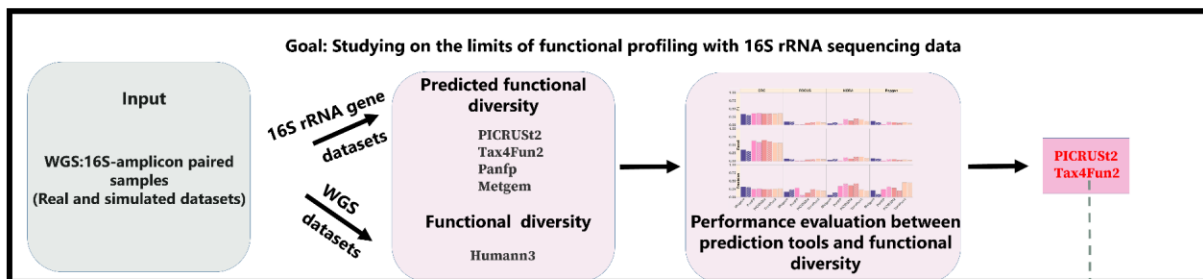 Goal: Studying on the limits of functional profiling with 16S rRNA sequencing data
Input
WGS:16S-amplicon paired
samples
(Real and simulated datasets)
16S rRNA gene
datasets
WGS
datasets
Predicted functional
diversity
PICRUSt2
Tax4Fun2
Panfp
Metgem
Functional diversity
Humann3
Performance evaluation between
prediction tools and functional
diversity
PICRUSt2
Tax4Fun2